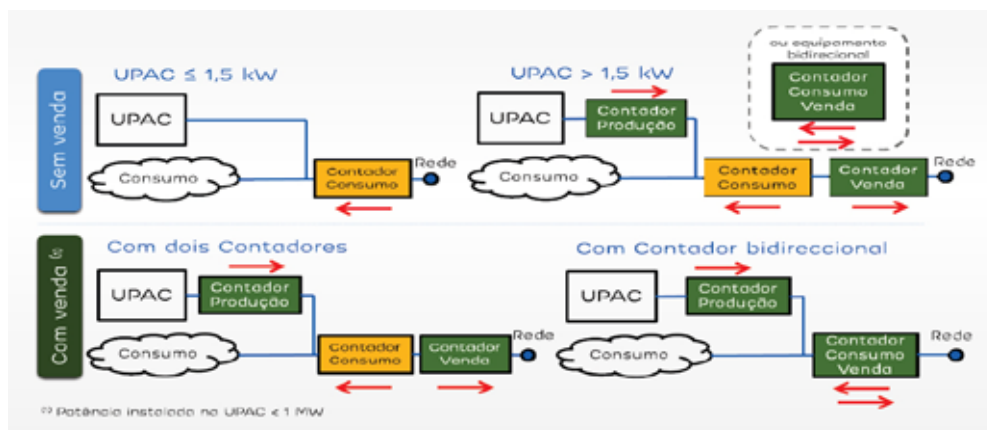 Sem venda
UPAC ≤ 1,5 kW
UPAC
Consumo
Contador
Consumo
Rede
UPAC > 1,5 kW
UPAC
Contador
Produção
Consumo
Contador
Consumo
Contador
Venda
Rede
ou equipamento
bidirecional
Contador
Consumo
Venda
Com venda (1)
Com dois Contadores
UPAC
Contador
Produção
Consumo
Contador
Consumo
Contador
Venda
Rede
Com Contador bidireccional
UPAC
Contador
Produção
Consumo
Contador
Consumo
Venda
Rede
(1) Potência instalada na UPAC < 1 MW